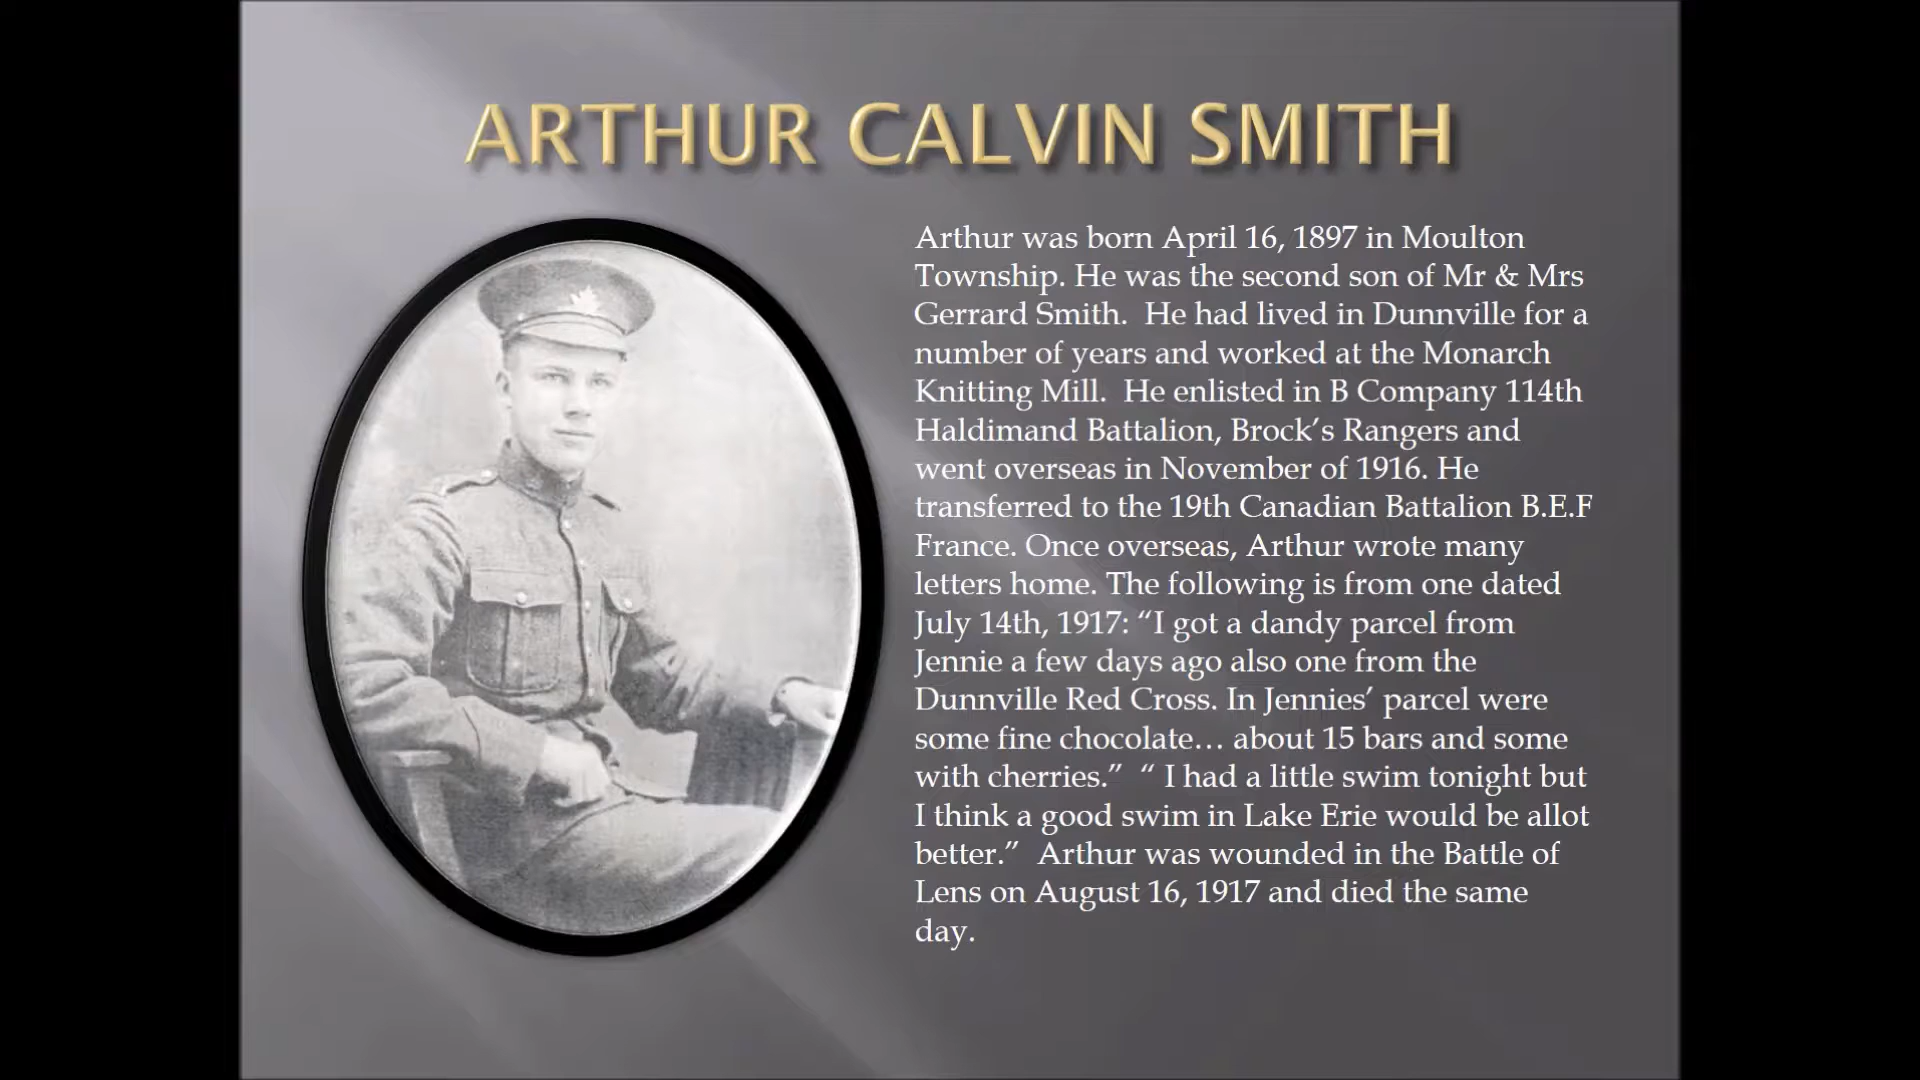 ARTHUR CALVIN SMITH
Arthur was born April 16, 1897 in Moulton
Township. He was the second son of Mr & Mrs
Gerrard Smith.  He had lived in Dunnville for a
number of years and worked at the Monarch
Knitting Mill.  He enlisted in B Company 114th
Haldimand Battalion, Brock’s Rangers and
went overseas in November of 1916. He
transferred to the 19th Canadian Battalion B.E.F
France. Once overseas, Arthur wrote many
letters home. The following is from one dated
July 14th, 1917: “I got a dandy parcel from
Jennie a few days ago also one from the
Dunnville Red Cross. In Jennies’ parcel were
some fine chocolate… about 15 bars and some
with cherries.”  “ I had a little swim tonight but
I think a good swim in Lake Erie would be allot
better.”  Arthur was wounded in the Battle of
Lens on August 16, 1917 and died the same
day.